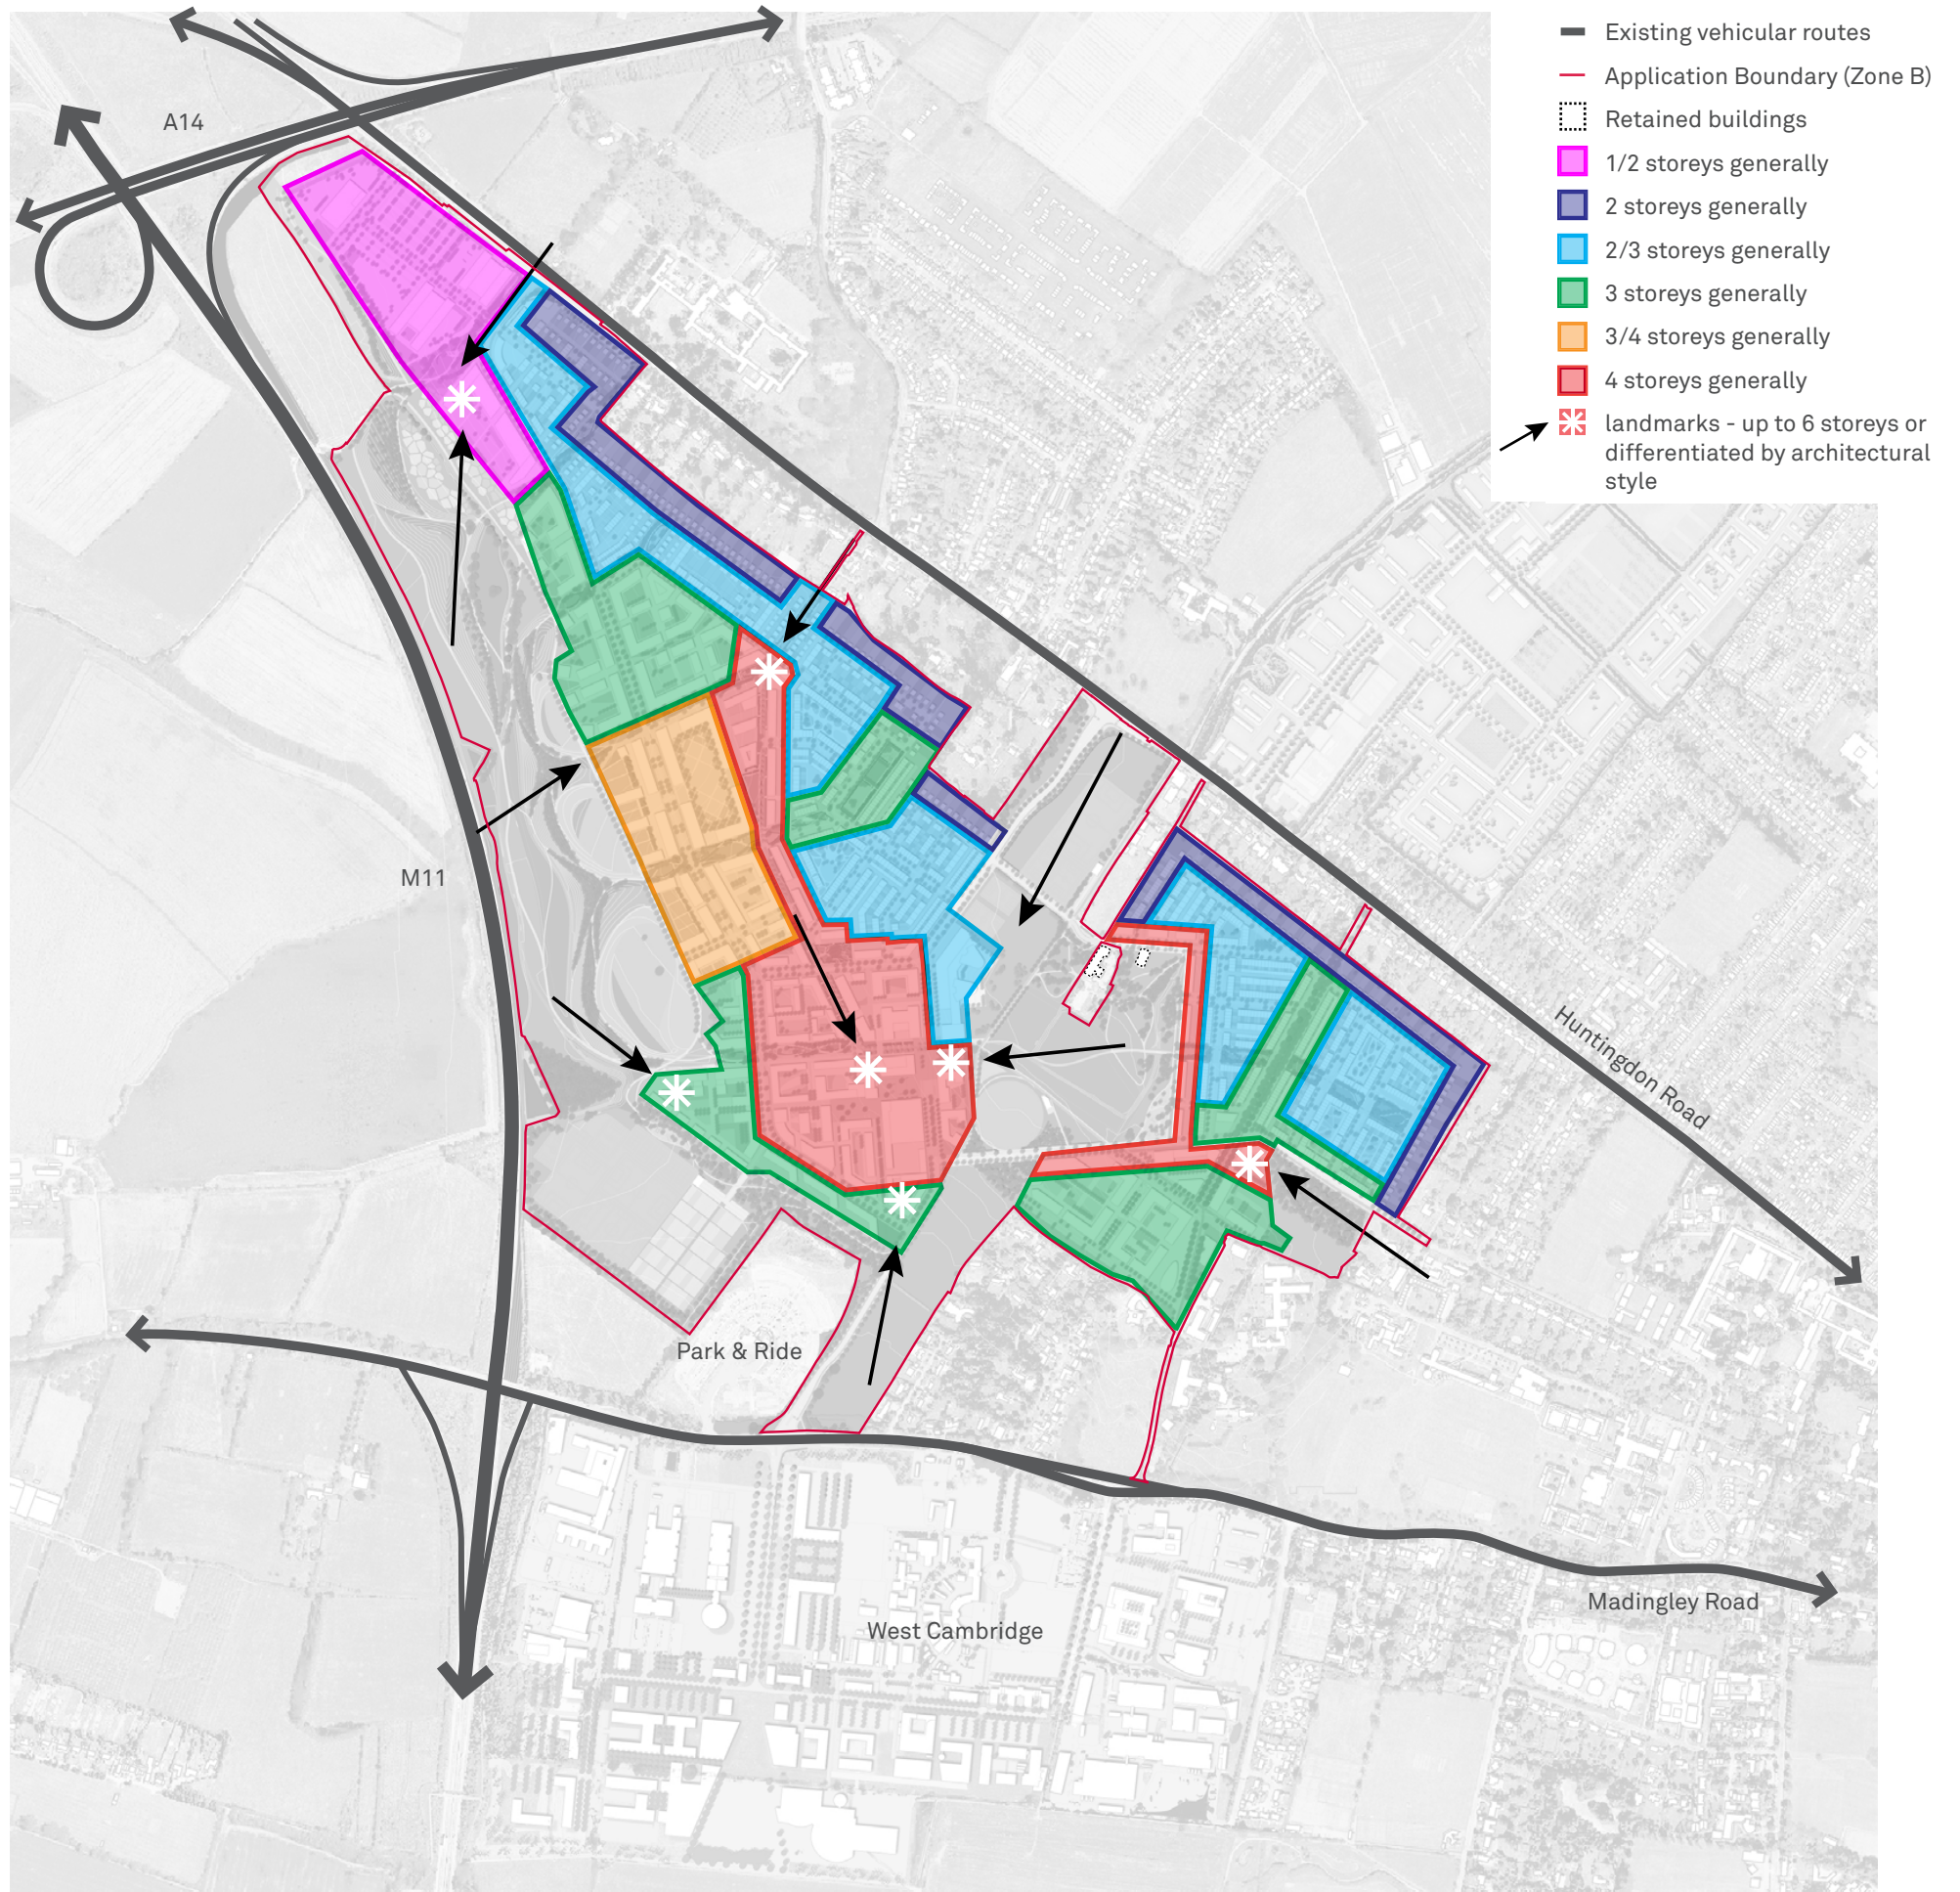 Existing vehicular routes
Application Boundary (Zone B)
Retained buildings
1/2 storeys generally
2 storeys generally
2/3 storeys generally
3 storeys generally
3/4 storeys generally
4 storeys generally
landmarks - up to 6 storeys or
differentiated by architectural
style
A14
M11
Huntingdon Road
Park & Ride
Madingley Road
West Cambridge